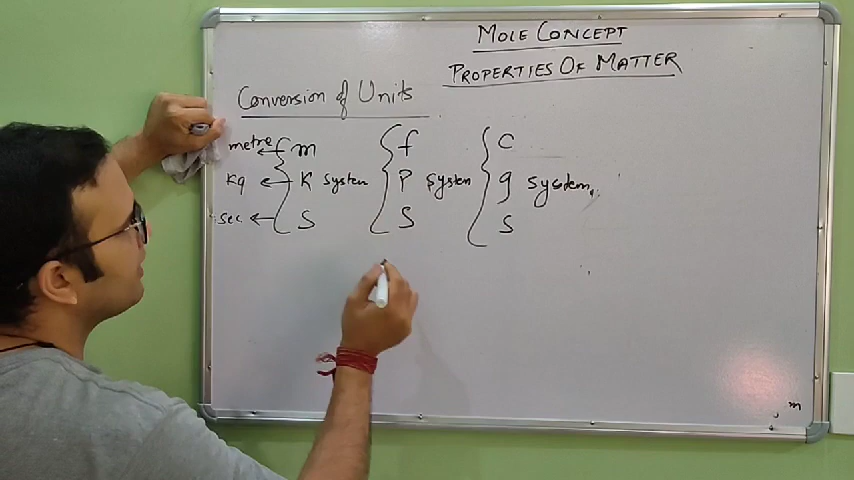 MOLE CONCEPT
PROPERTIES OF MATTER
Conversion of Units
metre ← m f C
kg ← K system P system g system
sec ← S S S
m